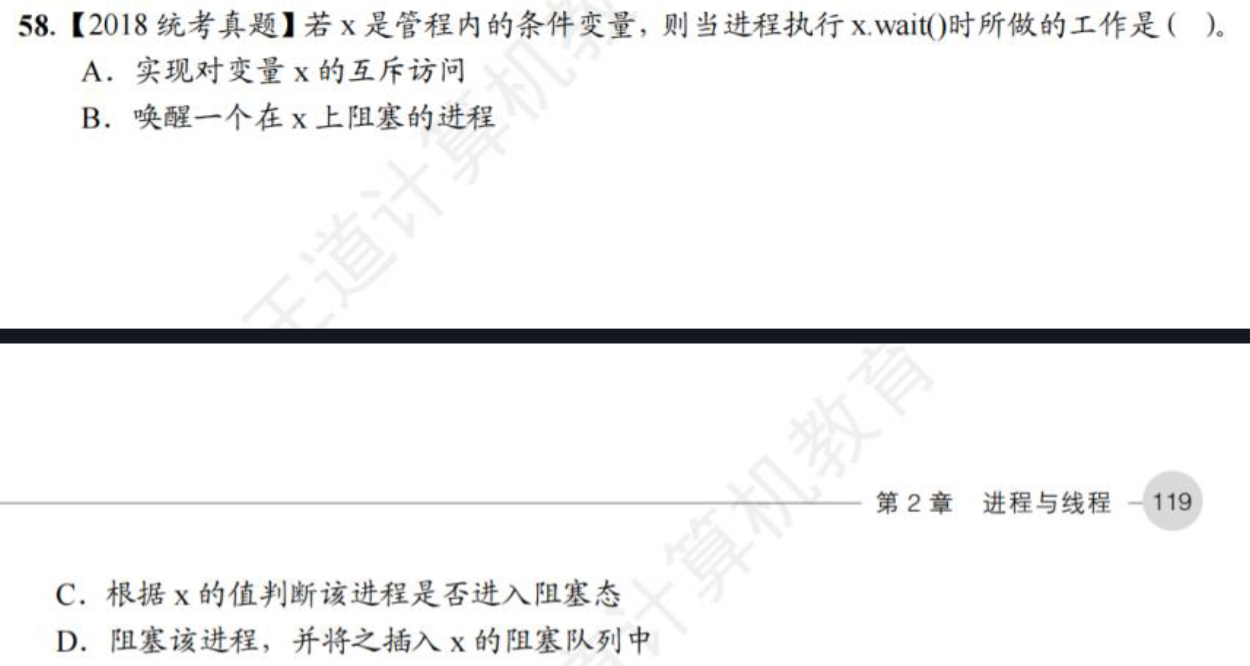 58.【2018 统考真题】若 x 是管程内的条件变量，则当进程执行 x.wait()时所做的工作是（ ）。
A．实现对变量 x 的互斥访问
B．唤醒一个在 x 上阻塞的进程
王道计算机教
第 2 章 进程与线程 119
计算机教育
C．根据 x 的值判断该进程是否进入阻塞态
D．阻塞该进程，并将之插入 x 的阻塞队列中